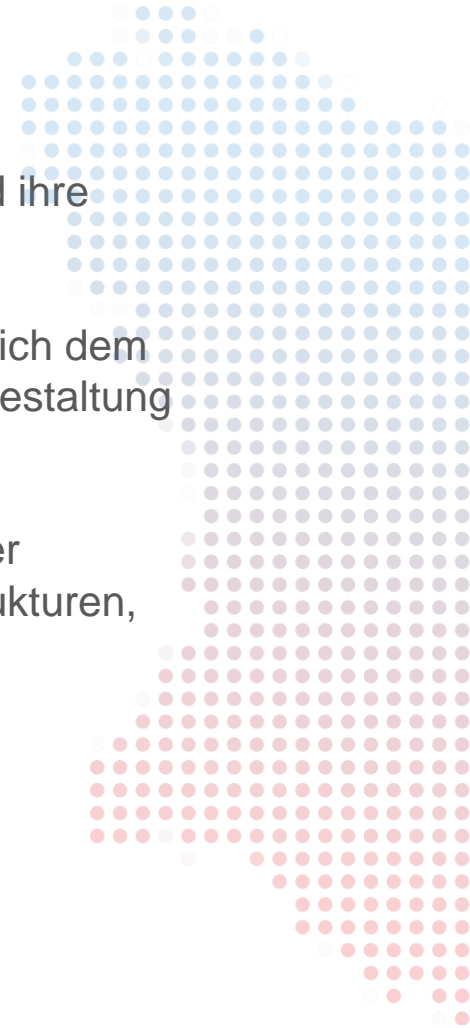 ihre
ich dem
estaltung
er
ukturen,